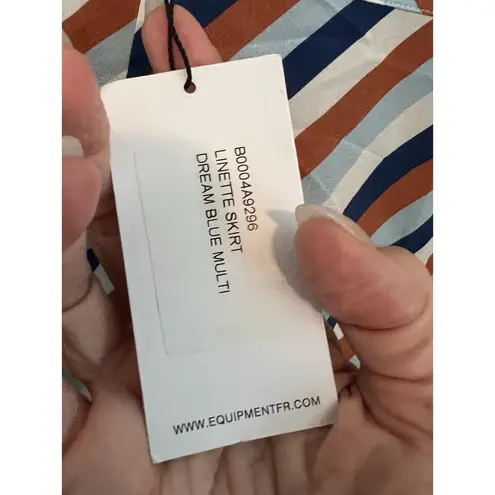 B0004A9296
LINETTE SKIRT
DREAM BLUE MULTI
WWW.EQUIPMENTFR.COM